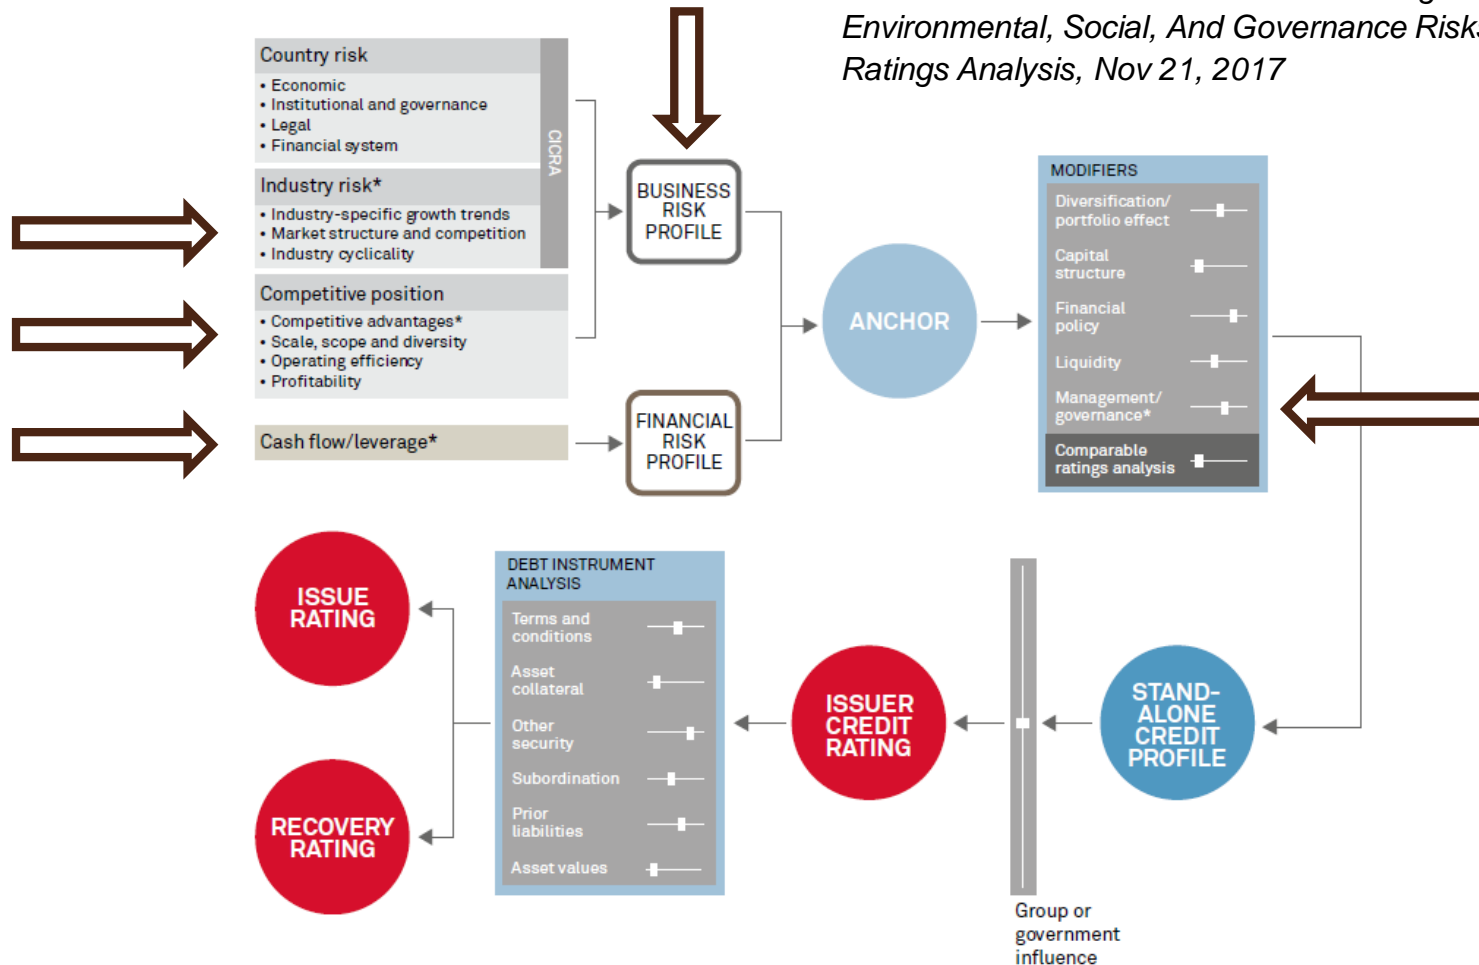 Environmental, Social, And Governance Risks
Ratings Analysis, Nov 21, 2017
Country risk
• Economic
• Institutional and governance
• Legal
• Financial system
Industry risk*
• Industry-specific growth trends
• Market structure and competition
• Industry cyclicality
CICRA
Competitive position
• Competitive advantages*
• Scale, scope and diversity
• Operating efficiency
• Profitability
Cash flow/leverage*
BUSINESS
RISK
PROFILE
FINANCIAL
RISK
PROFILE
ANCHOR
MODIFIERS
Diversification/
portfolio effect
Capital
structure
Financial
policy
Liquidity
Management/
governance*
Comparable
ratings analysis
ISSUE
RATING
RECOVERY
RATING
DEBT INSTRUMENT
ANALYSIS
Terms and
conditions
Asset
collateral
Other
security
Subordination
Prior
liabilities
Asset values
ISSUER
CREDIT
RATING
Group or
government
influence
STAND-
ALONE
CREDIT
PROFILE